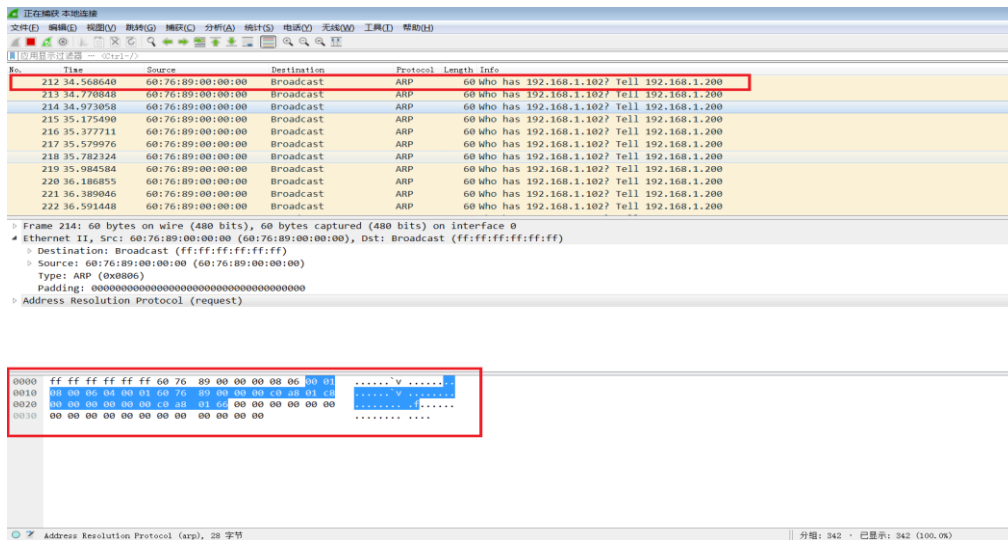 正在捕获 本地连接
文件(F) 编辑(E) 视图(V) 跳转(G) 捕获(C) 分析(A) 统计(S) 电话(Y) 无线(W) 工具(T) 帮助(H)
应用显示过滤器 … <Ctrl-/>
No. Time Source Destination Protocol Length Info
212 34.568640 60:76:89:00:00:00 Broadcast ARP 60 Who has 192.168.1.102? Tell 192.168.1.200
213 34.770848 60:76:89:00:00:00 Broadcast ARP 60 Who has 192.168.1.102? Tell 192.168.1.200
214 34.973058 60:76:89:00:00:00 Broadcast ARP 60 Who has 192.168.1.102? Tell 192.168.1.200
215 35.175490 60:76:89:00:00:00 Broadcast ARP 60 Who has 192.168.1.102? Tell 192.168.1.200
216 35.377711 60:76:89:00:00:00 Broadcast ARP 60 Who has 192.168.1.102? Tell 192.168.1.200
217 35.579976 60:76:89:00:00:00 Broadcast ARP 60 Who has 192.168.1.102? Tell 192.168.1.200
218 35.782324 60:76:89:00:00:00 Broadcast ARP 60 Who has 192.168.1.102? Tell 192.168.1.200
219 35.984584 60:76:89:00:00:00 Broadcast ARP 60 Who has 192.168.1.102? Tell 192.168.1.200
220 36.186855 60:76:89:00:00:00 Broadcast ARP 60 Who has 192.168.1.102? Tell 192.168.1.200
221 36.389046 60:76:89:00:00:00 Broadcast ARP 60 Who has 192.168.1.102? Tell 192.168.1.200
222 36.591448 60:76:89:00:00:00 Broadcast ARP 60 Who has 192.168.1.102? Tell 192.168.1.200
Frame 214: 60 bytes on wire (480 bits), 60 bytes captured (480 bits) on interface 0
Ethernet II, Src: 60:76:89:00:00:00 (60:76:89:00:00:00), Dst: Broadcast (ff:ff:ff:ff:ff:ff)
Destination: Broadcast (ff:ff:ff:ff:ff:ff)
Source: 60:76:89:00:00:00 (60:76:89:00:00:00)
Type: ARP (0x0806)
Padding: 000000000000000000000000000000000000
Address Resolution Protocol (request)
0000 ff ff ff ff ff ff 60 76 89 00 00 00 08 06 00 01 ......`v ........
0010 08 00 06 04 00 01 60 76 89 00 00 00 c0 a8 01 c8 ......`v ........
0020 00 00 00 00 00 00 c0 a8 01 66 00 00 00 00 00 00 ........ .f......
0030 00 00 00 00 00 00 00 00 00 00 00 00 ........ ....
Address Resolution Protocol (arp), 28 字节 分组: 342 · 已显示: 342 (100.0%)